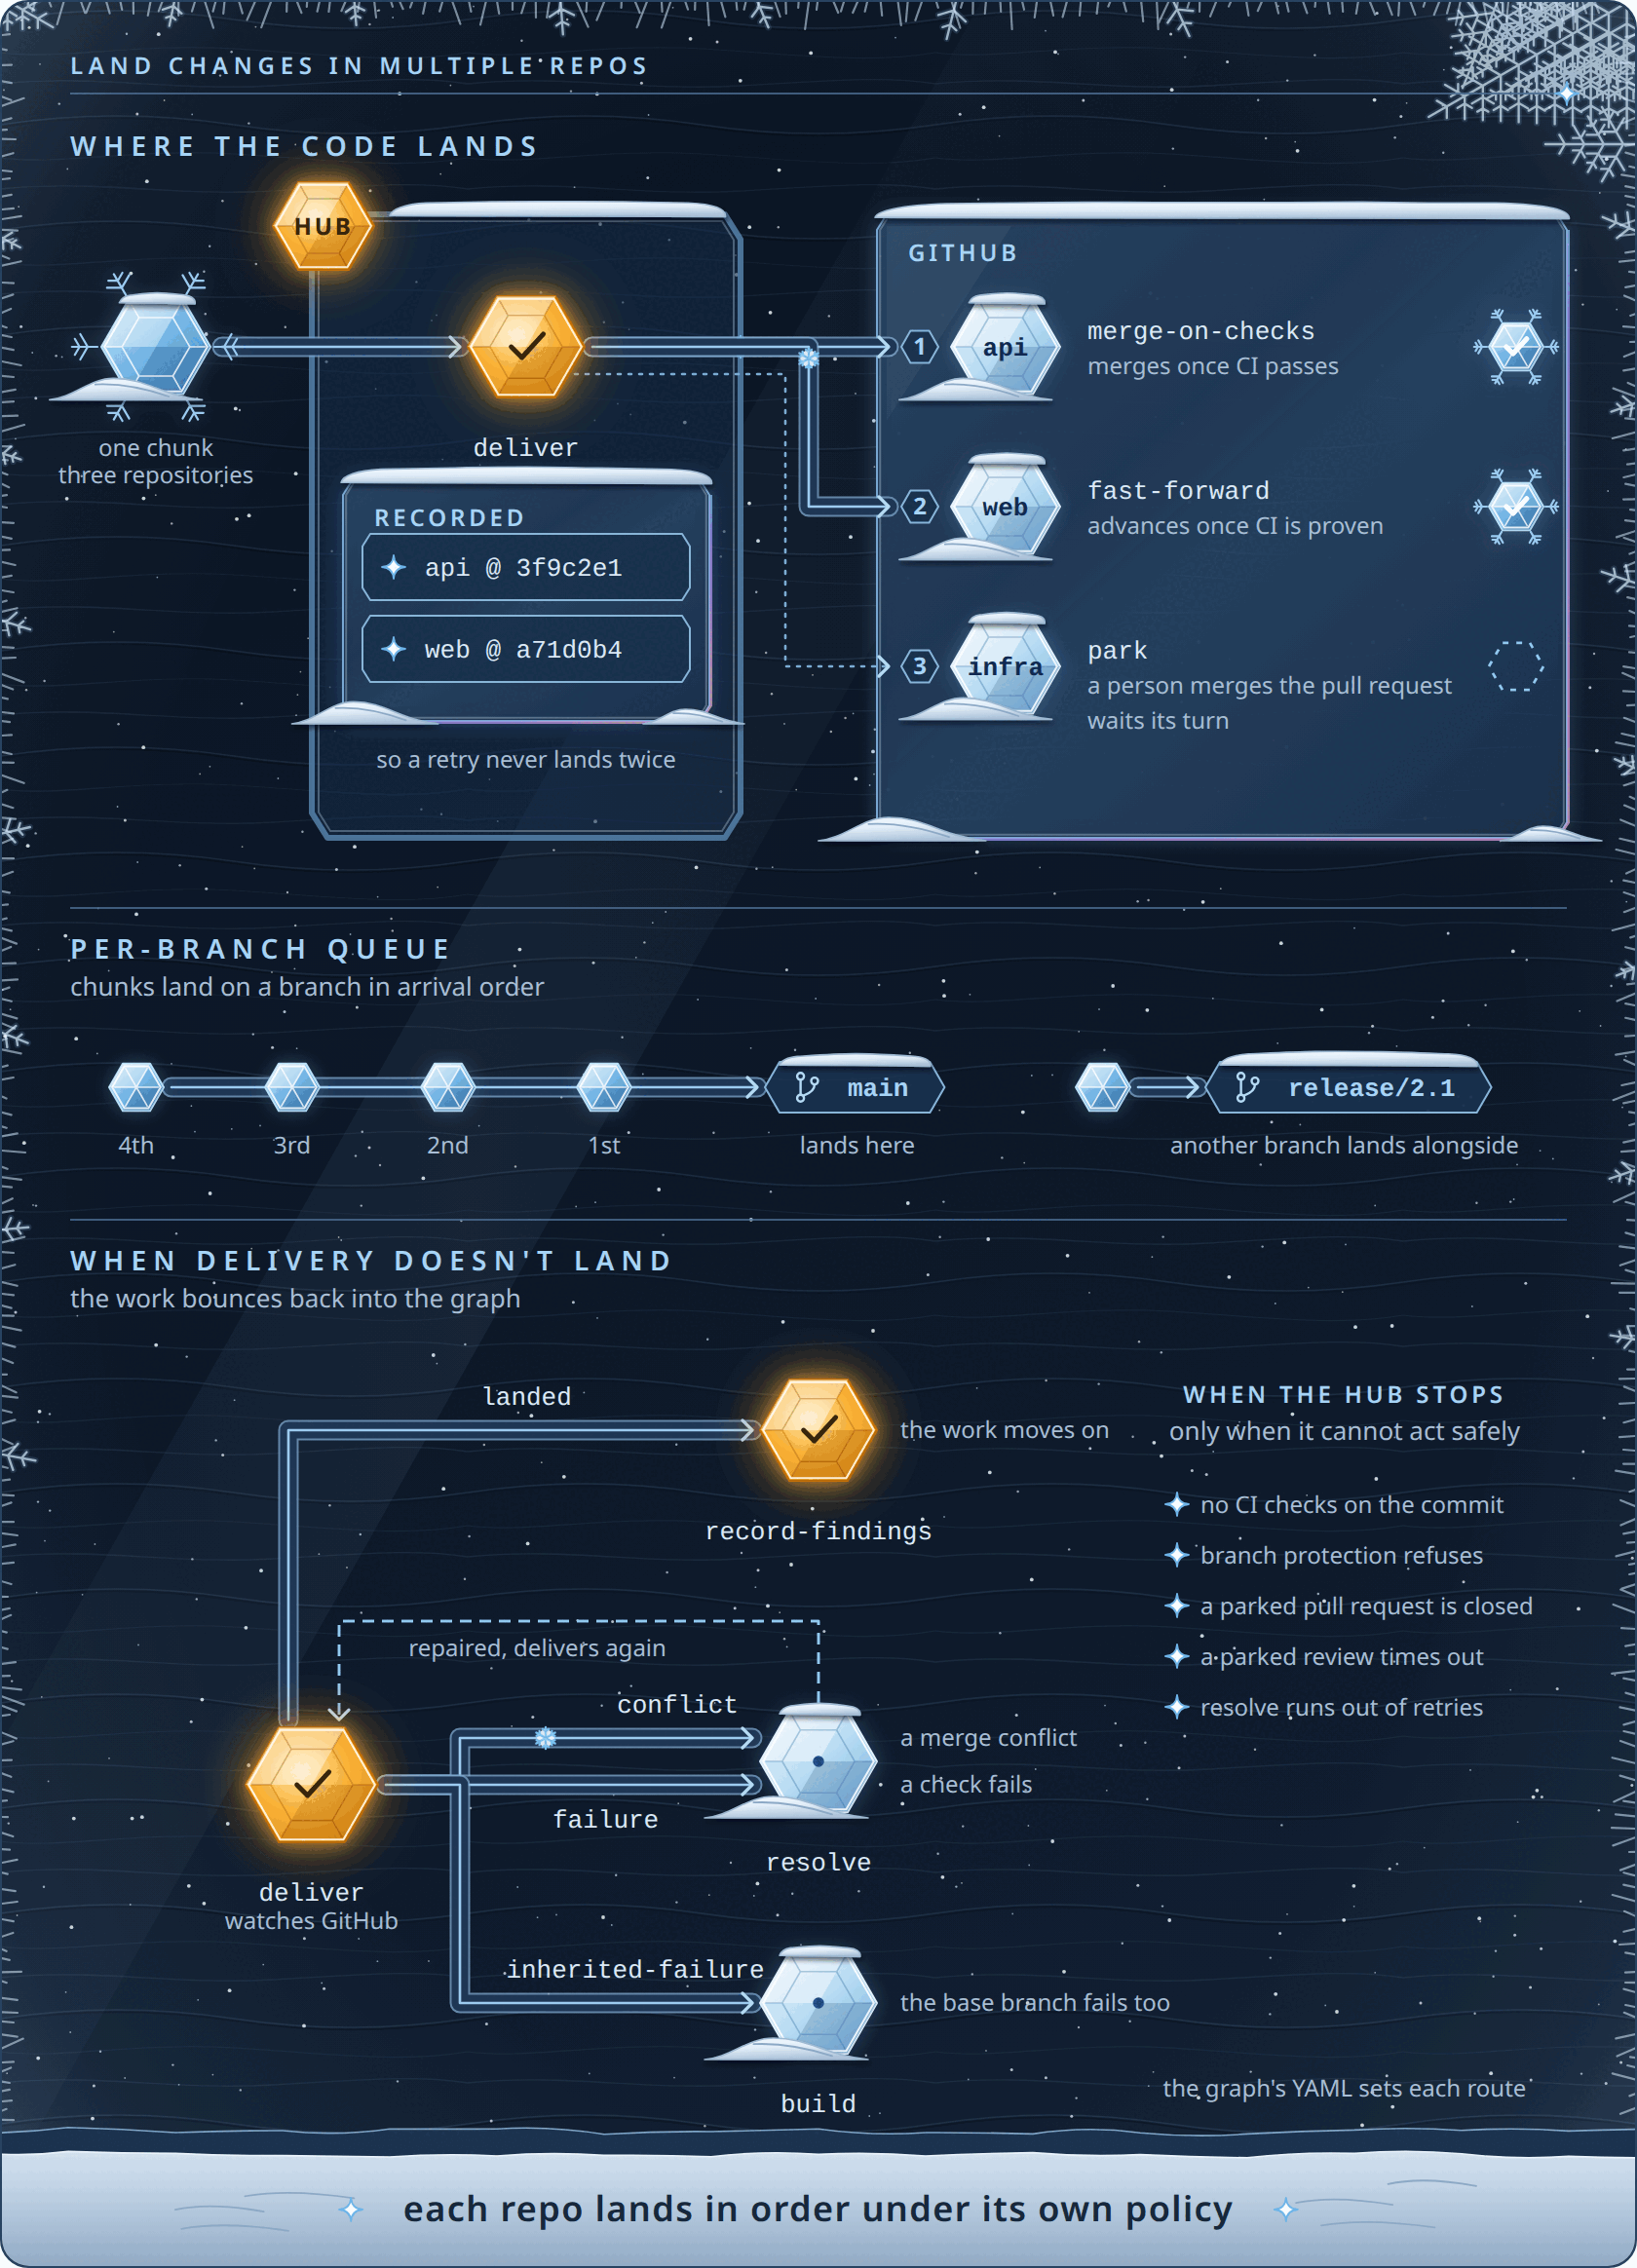 LAND CHANGES IN MULTIPLE REPOS
WHERE THE CODE LANDS
HUB
one chunk
three repositories
deliver
RECORDED
api @ 3f9c2e1
web @ a71d0b4
so a retry never lands twice
GITHUB
1
api
merge-on-checks
merges once CI passes
2
web
fast-forward
advances once CI is proven
3
infra
park
a person merges the pull request
waits its turn
PER-BRANCH QUEUE
chunks land on a branch in arrival order
main
release/2.1
4th
3rd
2nd
1st
lands here
another branch lands alongside
WHEN DELIVERY DOESN'T LAND
the work bounces back into the graph
landed
the work moves on
record-findings
repaired, delivers again
conflict
a merge conflict
a check fails
failure
resolve
deliver
watches GitHub
inherited-failure
the base branch fails too
build
WHEN THE HUB STOPS
only when it cannot act safely
no CI checks on the commit
branch protection refuses
a parked pull request is closed
a parked review times out
resolve runs out of retries
the graph's YAML sets each route
each repo lands in order under its own policy